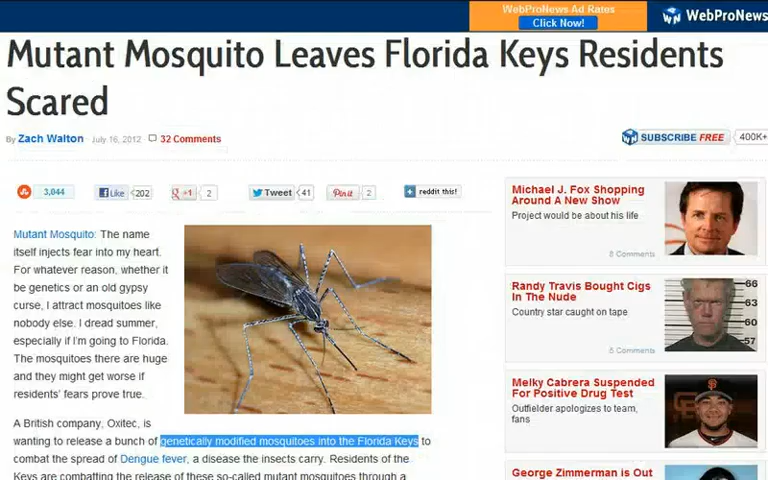 WebProNews Ad Rates
Click Now!
WebProNews
Mutant Mosquito Leaves Florida Keys Residents
Scared
By Zach Walton · July 16, 2012 · 32 Comments
SUBSCRIBE FREE
400K+
3,044
Like
202
+1
2
Tweet
41
Pin it
2
reddit this!
Mutant Mosquito: The name
itself injects fear into my heart.
For whatever reason, whether it
be genetics or an old gypsy
curse, I attract mosquitoes like
nobody else. I dread summer,
especially if I'm going to Florida.
The mosquitoes there are huge
and they might get worse if
residents' fears prove true.
A British company, Oxitec, is
wanting to release a bunch of genetically modified mosquitoes into the Florida Keys to
combat the spread of Dengue fever, a disease the insects carry. Residents of the
Keys are combatting the release of these so-called mutant mosquitoes through a
Michael J. Fox Shopping
Around A New Show
Project would be about his life
8 Comments
Randy Travis Bought Cigs
In The Nude
Country star caught on tape
66
63
60
57
8 Comments
Melky Cabrera Suspended
For Positive Drug Test
Outfielder apologizes to team,
fans
George Zimmerman is Out